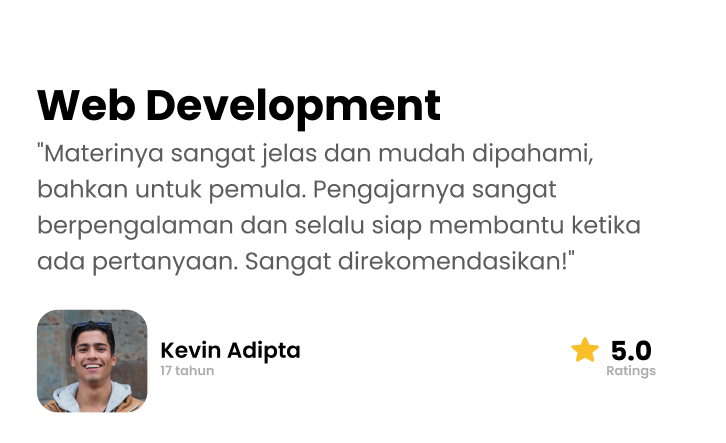 Web Development
"Materinya sangat jelas dan mudah dipahami,
bahkan untuk pemula. Pengajarnya sangat
berpengalaman dan selalu siap membantu ketika
ada pertanyaan. Sangat direkomendasikan!"
Kevin Adipta
17 tahun
5.0
Ratings